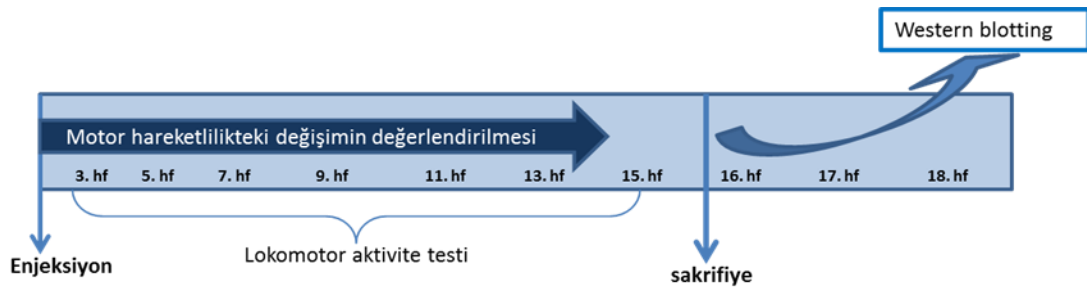 Western blotting
Motor hareketlilikteki değişimin değerlendirilmesi
3. hf 5. hf 7. hf 9. hf 11. hf 13. hf 15. hf 16. hf 17. hf 18. hf
Lokomotor aktivite testi
Enjeksiyon
sakrifiye